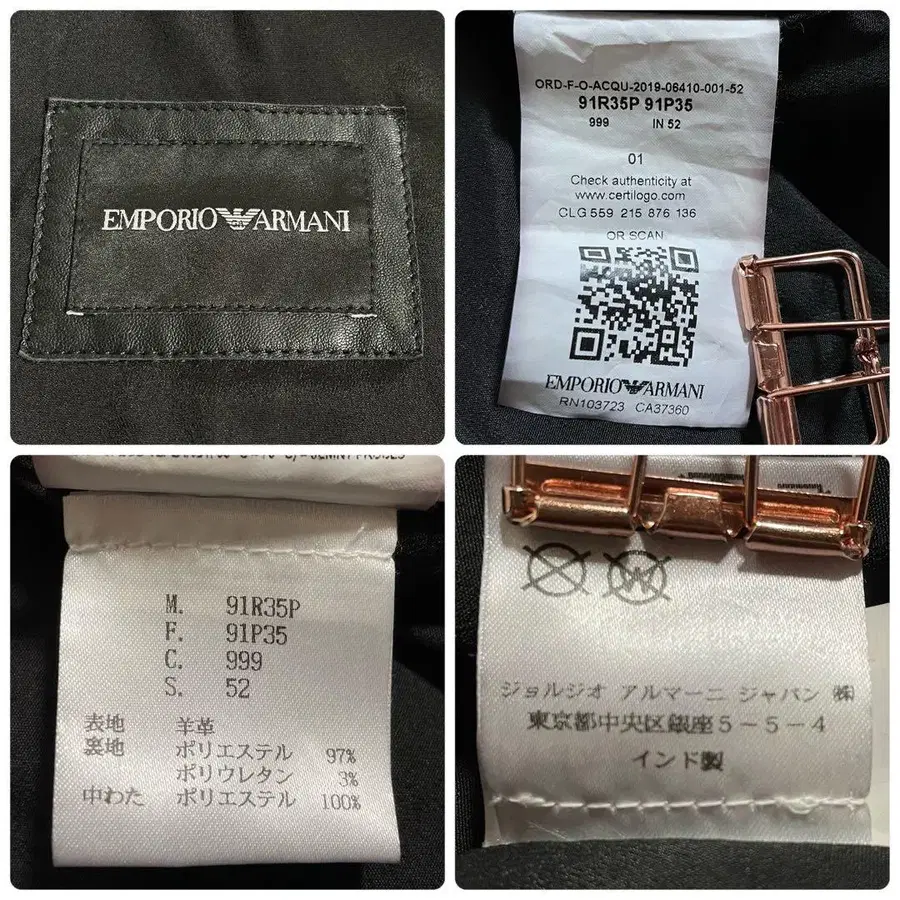 EMPORIO ARMANI
ORD-F-O-ACQU-2019-06410-001-52
91R35P 91P35
999 IN 52
01
Check authenticity at
www.certilogo.com
CLG 559 215 876 136
OR SCAN
EMPORIO ARMANI
RN103723 CA37360
M. 91R35P
F. 91P35
C. 999
S. 52
表地 羊革
裏地 ポリエステル 97%
ポリウレタン 3%
中わた ポリエステル 100%
W
ジョルジオ アルマーニ ジャパン ㈱
東京都中央区銀座5-5-4
インド製